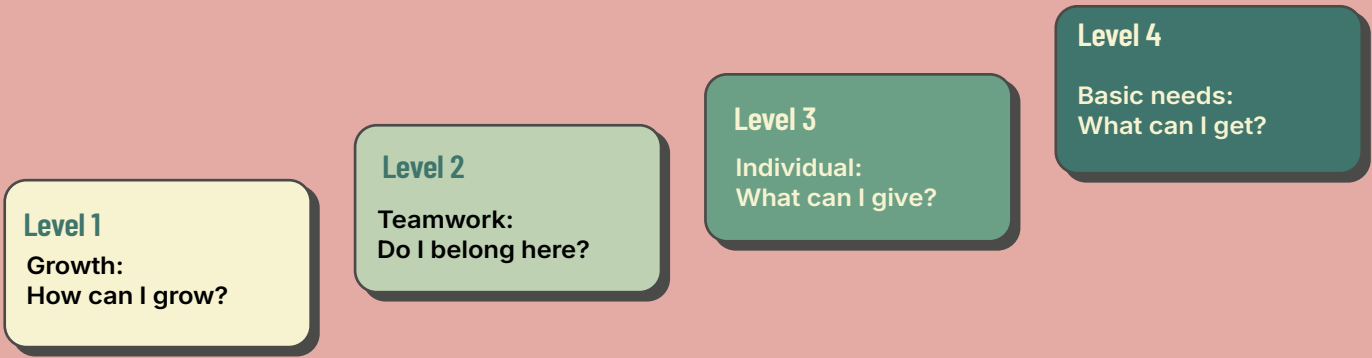 Level 1
Growth:
How can I grow?
Level 2
Teamwork:
Do I belong here?
Level 3
Individual:
What can I give?
Level 4
Basic needs:
What can I get?